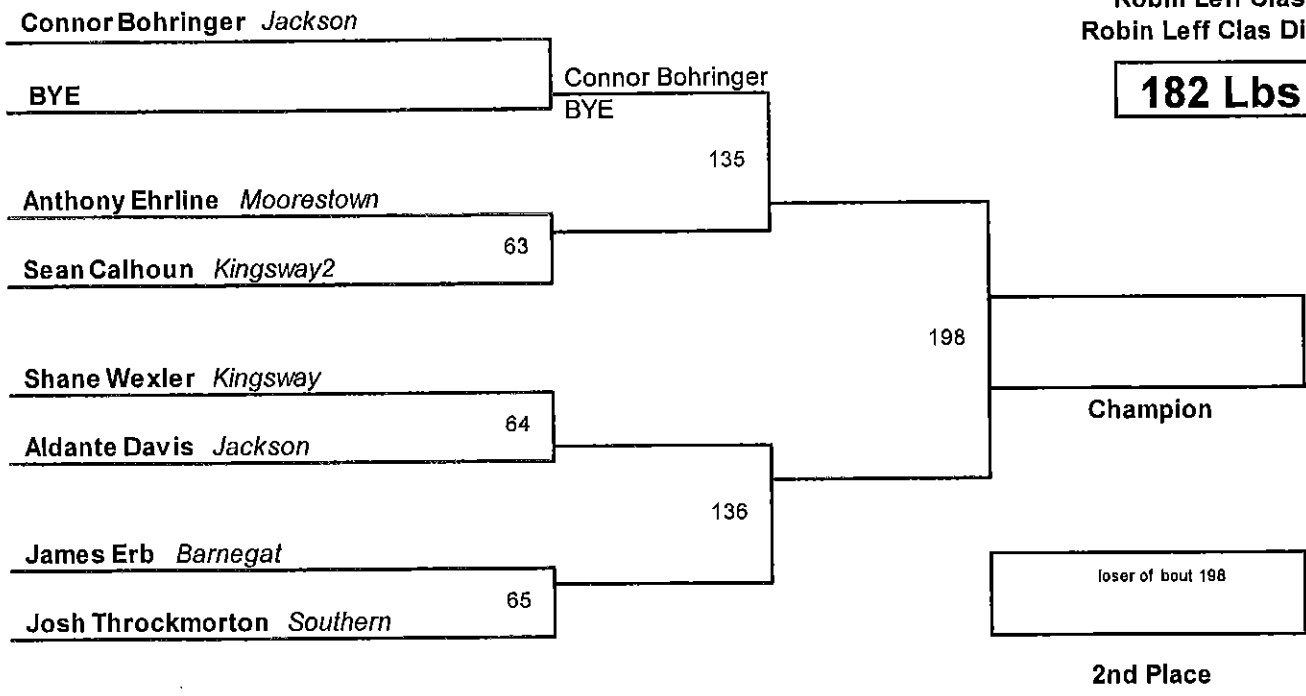 Robin Leff Clas
Robin Leff Clas Di
182 Lbs
Connor Bohringer Jackson
BYE
Connor Bohringer
BYE
135
Anthony Ehrline Moorestown
63
Sean Calhoun Kingsway2
198
Shane Wexler Kingsway
64
Aldante Davis Jackson
Champion
136
James Erb Barnegat
65
Josh Throckmorton Southern
loser of bout 198
2nd Place